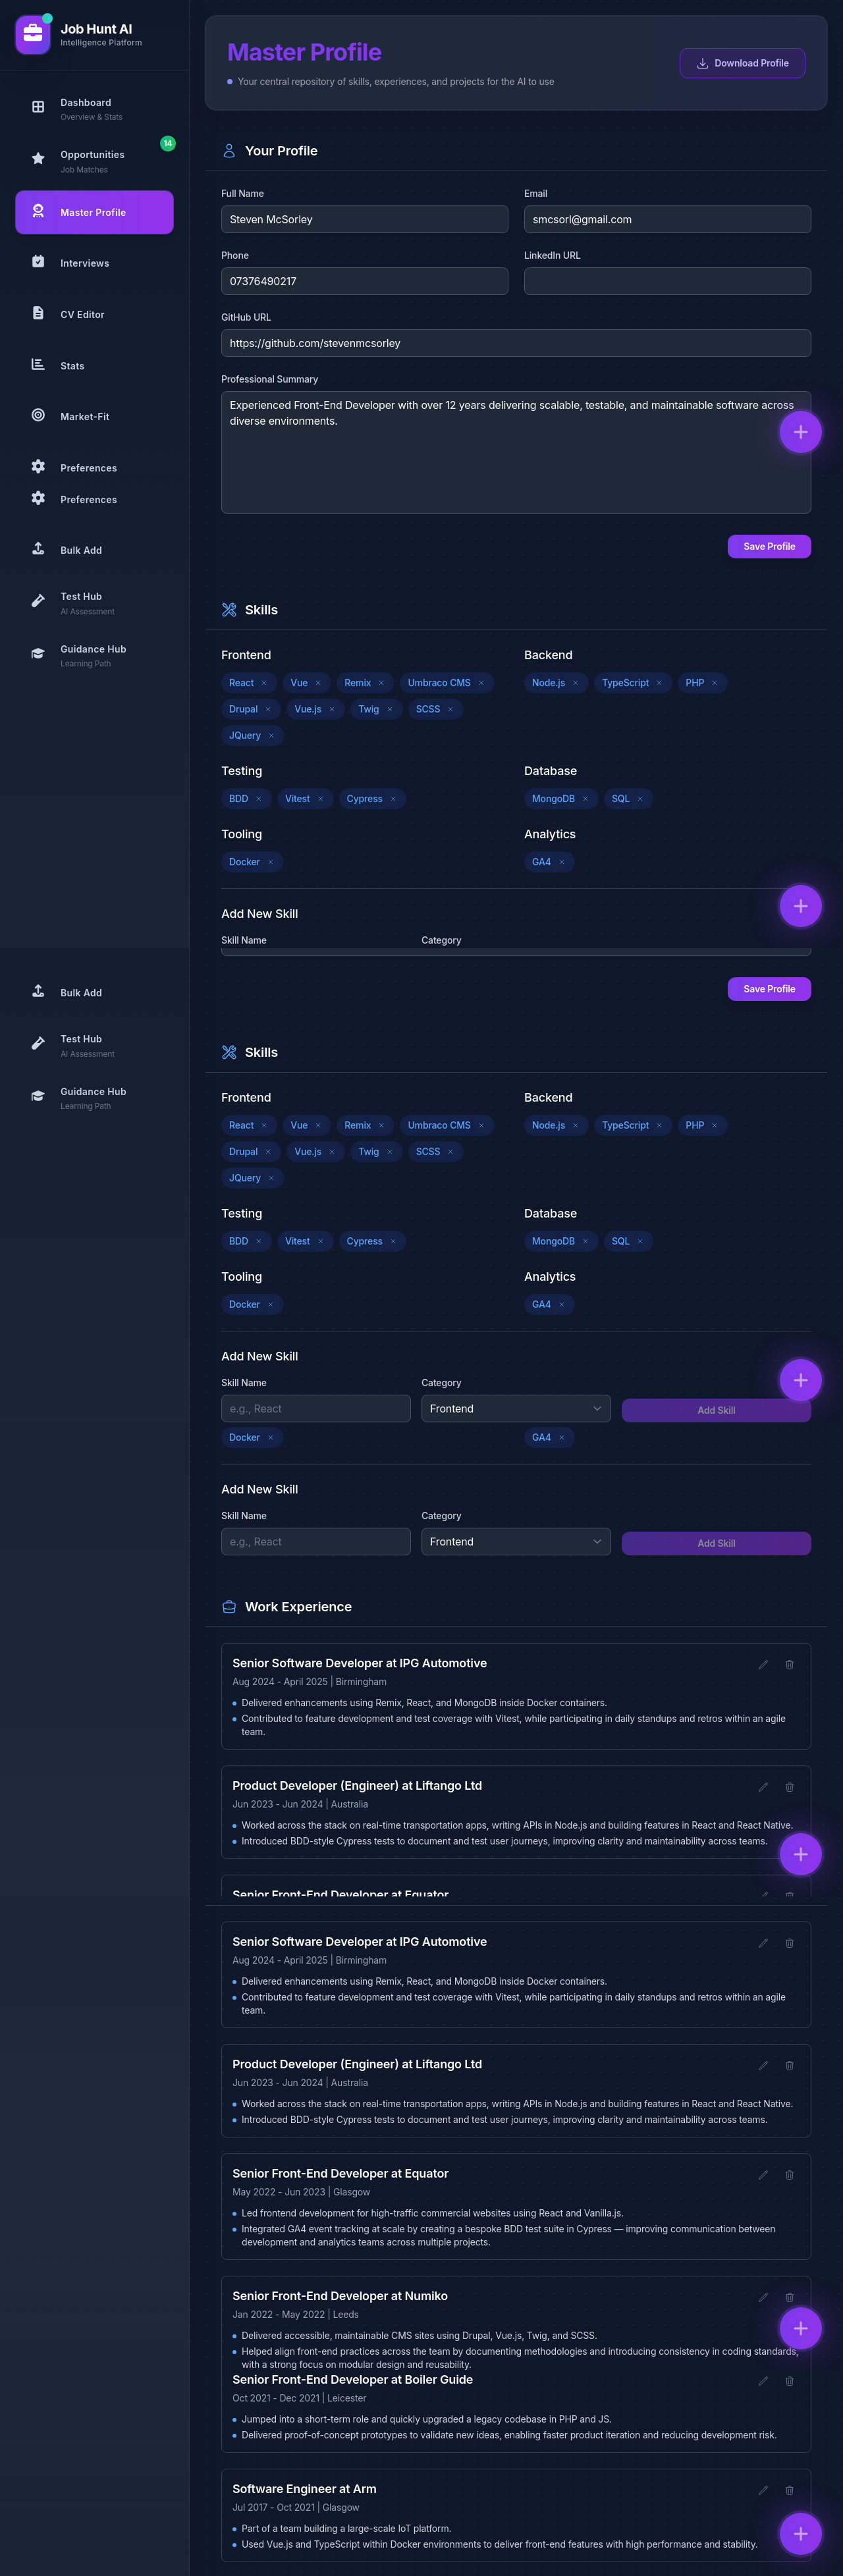 Job Hunt AI
Intelligence Platform
Dashboard
Overview & Stats
14
Opportunities
Job Matches
Master Profile
Interviews
CV Editor
Stats
Market-Fit
Preferences
Preferences
Bulk Add
Test Hub
AI Assessment
Guidance Hub
Learning Path
Bulk Add
Test Hub
AI Assessment
Guidance Hub
Learning Path
Master Profile
Your central repository of skills, experiences, and projects for the AI to use
Download Profile
Your Profile
Full Name
Email
Steven McSorley
smcsorl@gmail.com
Phone
LinkedIn URL
07376490217
GitHub URL
https://github.com/stevenmcsorley
Professional Summary
Experienced Front-End Developer with over 12 years delivering scalable, testable, and maintainable software across
diverse environments.
Save Profile
Skills
Frontend
React
Vue
Remix
Umbraco CMS
Drupal
Vue.js
Twig
SCSS
JQuery
Backend
Node.js
TypeScript
PHP
Testing
BDD
Vitest
Cypress
Database
MongoDB
SQL
Tooling
Docker
Analytics
GA4
Add New Skill
Skill Name
Category
Save Profile
Skills
Frontend
React
Vue
Remix
Umbraco CMS
Drupal
Vue.js
Twig
SCSS
JQuery
Backend
Node.js
TypeScript
PHP
Testing
BDD
Vitest
Cypress
Database
MongoDB
SQL
Tooling
Docker
Analytics
GA4
Add New Skill
Skill Name
Category
e.g., React
Frontend
Add Skill
Docker
GA4
Add New Skill
Skill Name
Category
e.g., React
Frontend
Add Skill
Work Experience
Senior Software Developer at IPG Automotive
Aug 2024 - April 2025 | Birmingham
Delivered enhancements using Remix, React, and MongoDB inside Docker containers.
Contributed to feature development and test coverage with Vitest, while participating in daily standups and retros within an agile
team.
Product Developer (Engineer) at Liftango Ltd
Jun 2023 - Jun 2024 | Australia
Worked across the stack on real-time transportation apps, writing APIs in Node.js and building features in React and React Native.
Introduced BDD-style Cypress tests to document and test user journeys, improving clarity and maintainability across teams.
Senior Front-End Developer at Equator
Senior Software Developer at IPG Automotive
Aug 2024 - April 2025 | Birmingham
Delivered enhancements using Remix, React, and MongoDB inside Docker containers.
Contributed to feature development and test coverage with Vitest, while participating in daily standups and retros within an agile
team.
Product Developer (Engineer) at Liftango Ltd
Jun 2023 - Jun 2024 | Australia
Worked across the stack on real-time transportation apps, writing APIs in Node.js and building features in React and React Native.
Introduced BDD-style Cypress tests to document and test user journeys, improving clarity and maintainability across teams.
Senior Front-End Developer at Equator
May 2022 - Jun 2023 | Glasgow
Led frontend development for high-traffic commercial websites using React and Vanilla.js.
Integrated GA4 event tracking at scale by creating a bespoke BDD test suite in Cypress — improving communication between
development and analytics teams across multiple projects.
Senior Front-End Developer at Numiko
Jan 2022 - May 2022 | Leeds
Delivered accessible, maintainable CMS sites using Drupal, Vue.js, Twig, and SCSS.
Helped align front-end practices across the team by documenting methodologies and introducing consistency in coding standards,
with a strong focus on modular design and reusability.
Senior Front-End Developer at Boiler Guide
Oct 2021 - Dec 2021 | Leicester
Jumped into a short-term role and quickly upgraded a legacy codebase in PHP and JS.
Delivered proof-of-concept prototypes to validate new ideas, enabling faster product iteration and reducing development risk.
Software Engineer at Arm
Jul 2017 - Oct 2021 | Glasgow
Part of a team building a large-scale IoT platform.
Used Vue.js and TypeScript within Docker environments to deliver front-end features with high performance and stability.